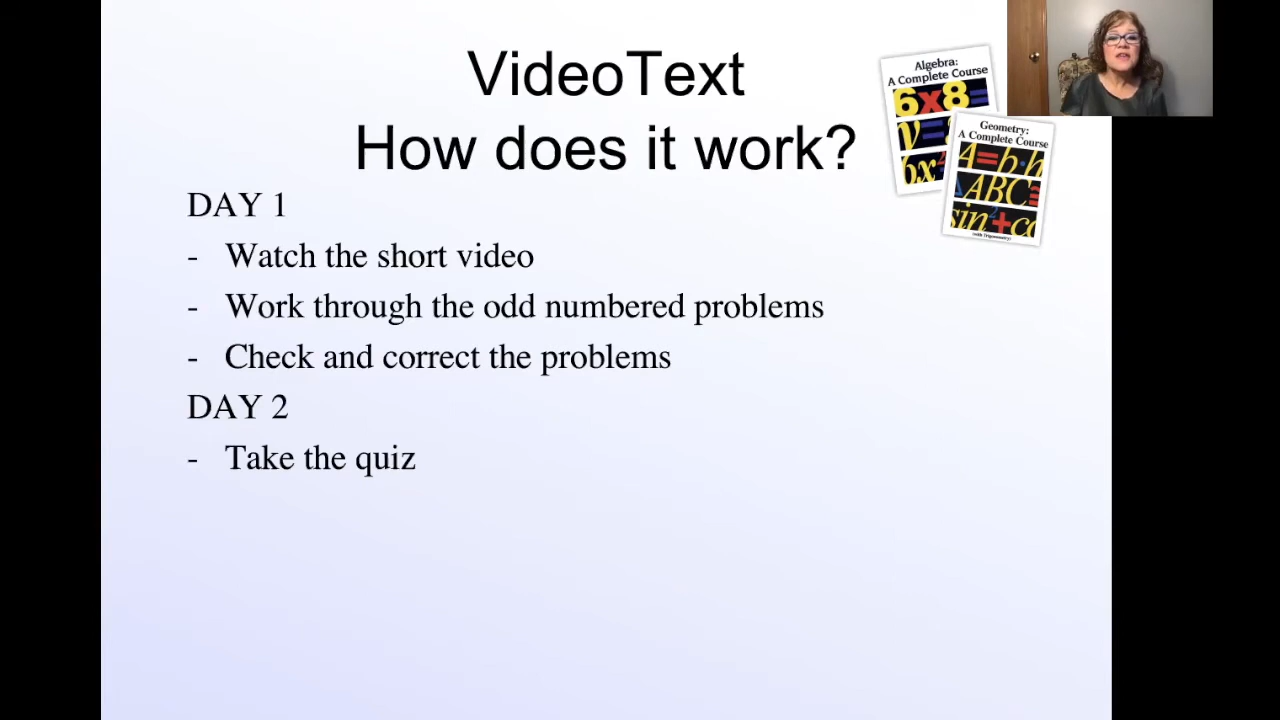 VideoText
How does it work?
DAY 1
- Watch the short video
- Work through the odd numbered problems
- Check and correct the problems
DAY 2
- Take the quiz
Algebra:
A Complete Course
6x8=
Geometry:
A Complete Course
A=b·h
ABC